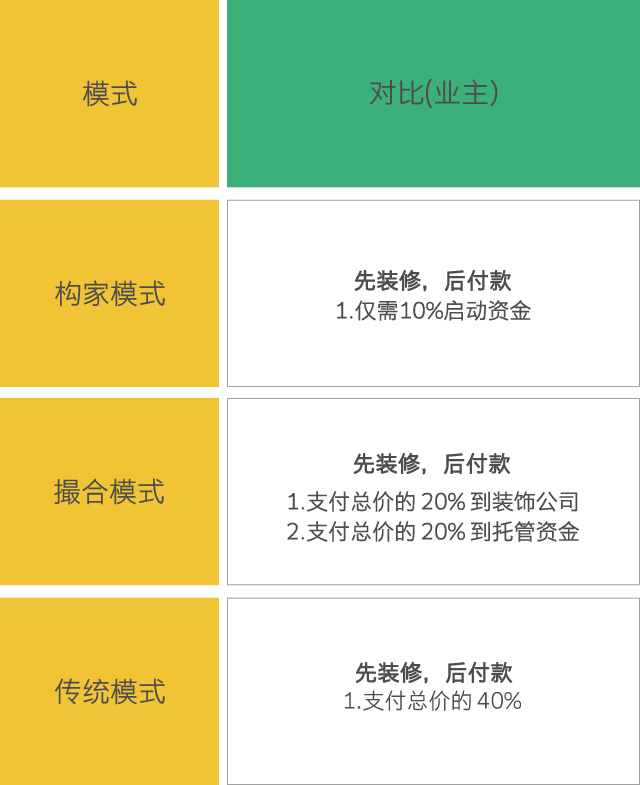 模式
对比(业主)
构家模式
先装修，后付款
1.仅需10%启动资金
撮合模式
先装修，后付款
1.支付总价的 20% 到装饰公司
2.支付总价的 20% 到托管资金
传统模式
先装修，后付款
1.支付总价的 40%